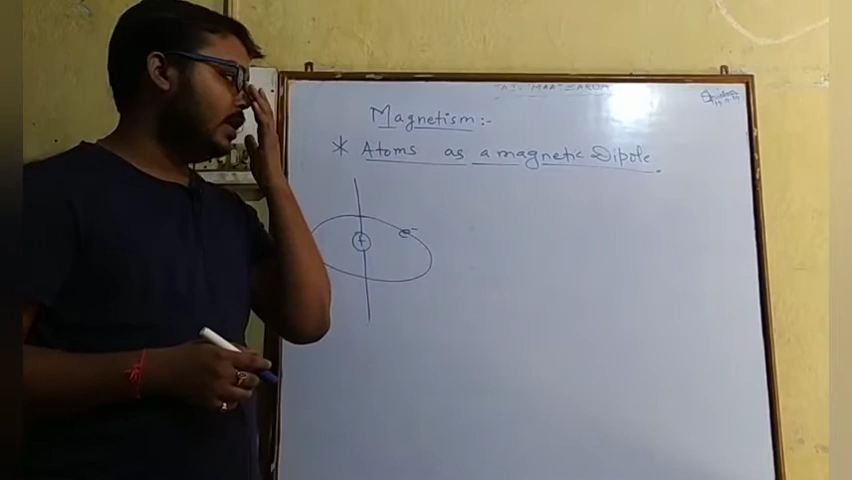 Magnetism:-
* Atoms as a magnetic Dipole.
e-
+